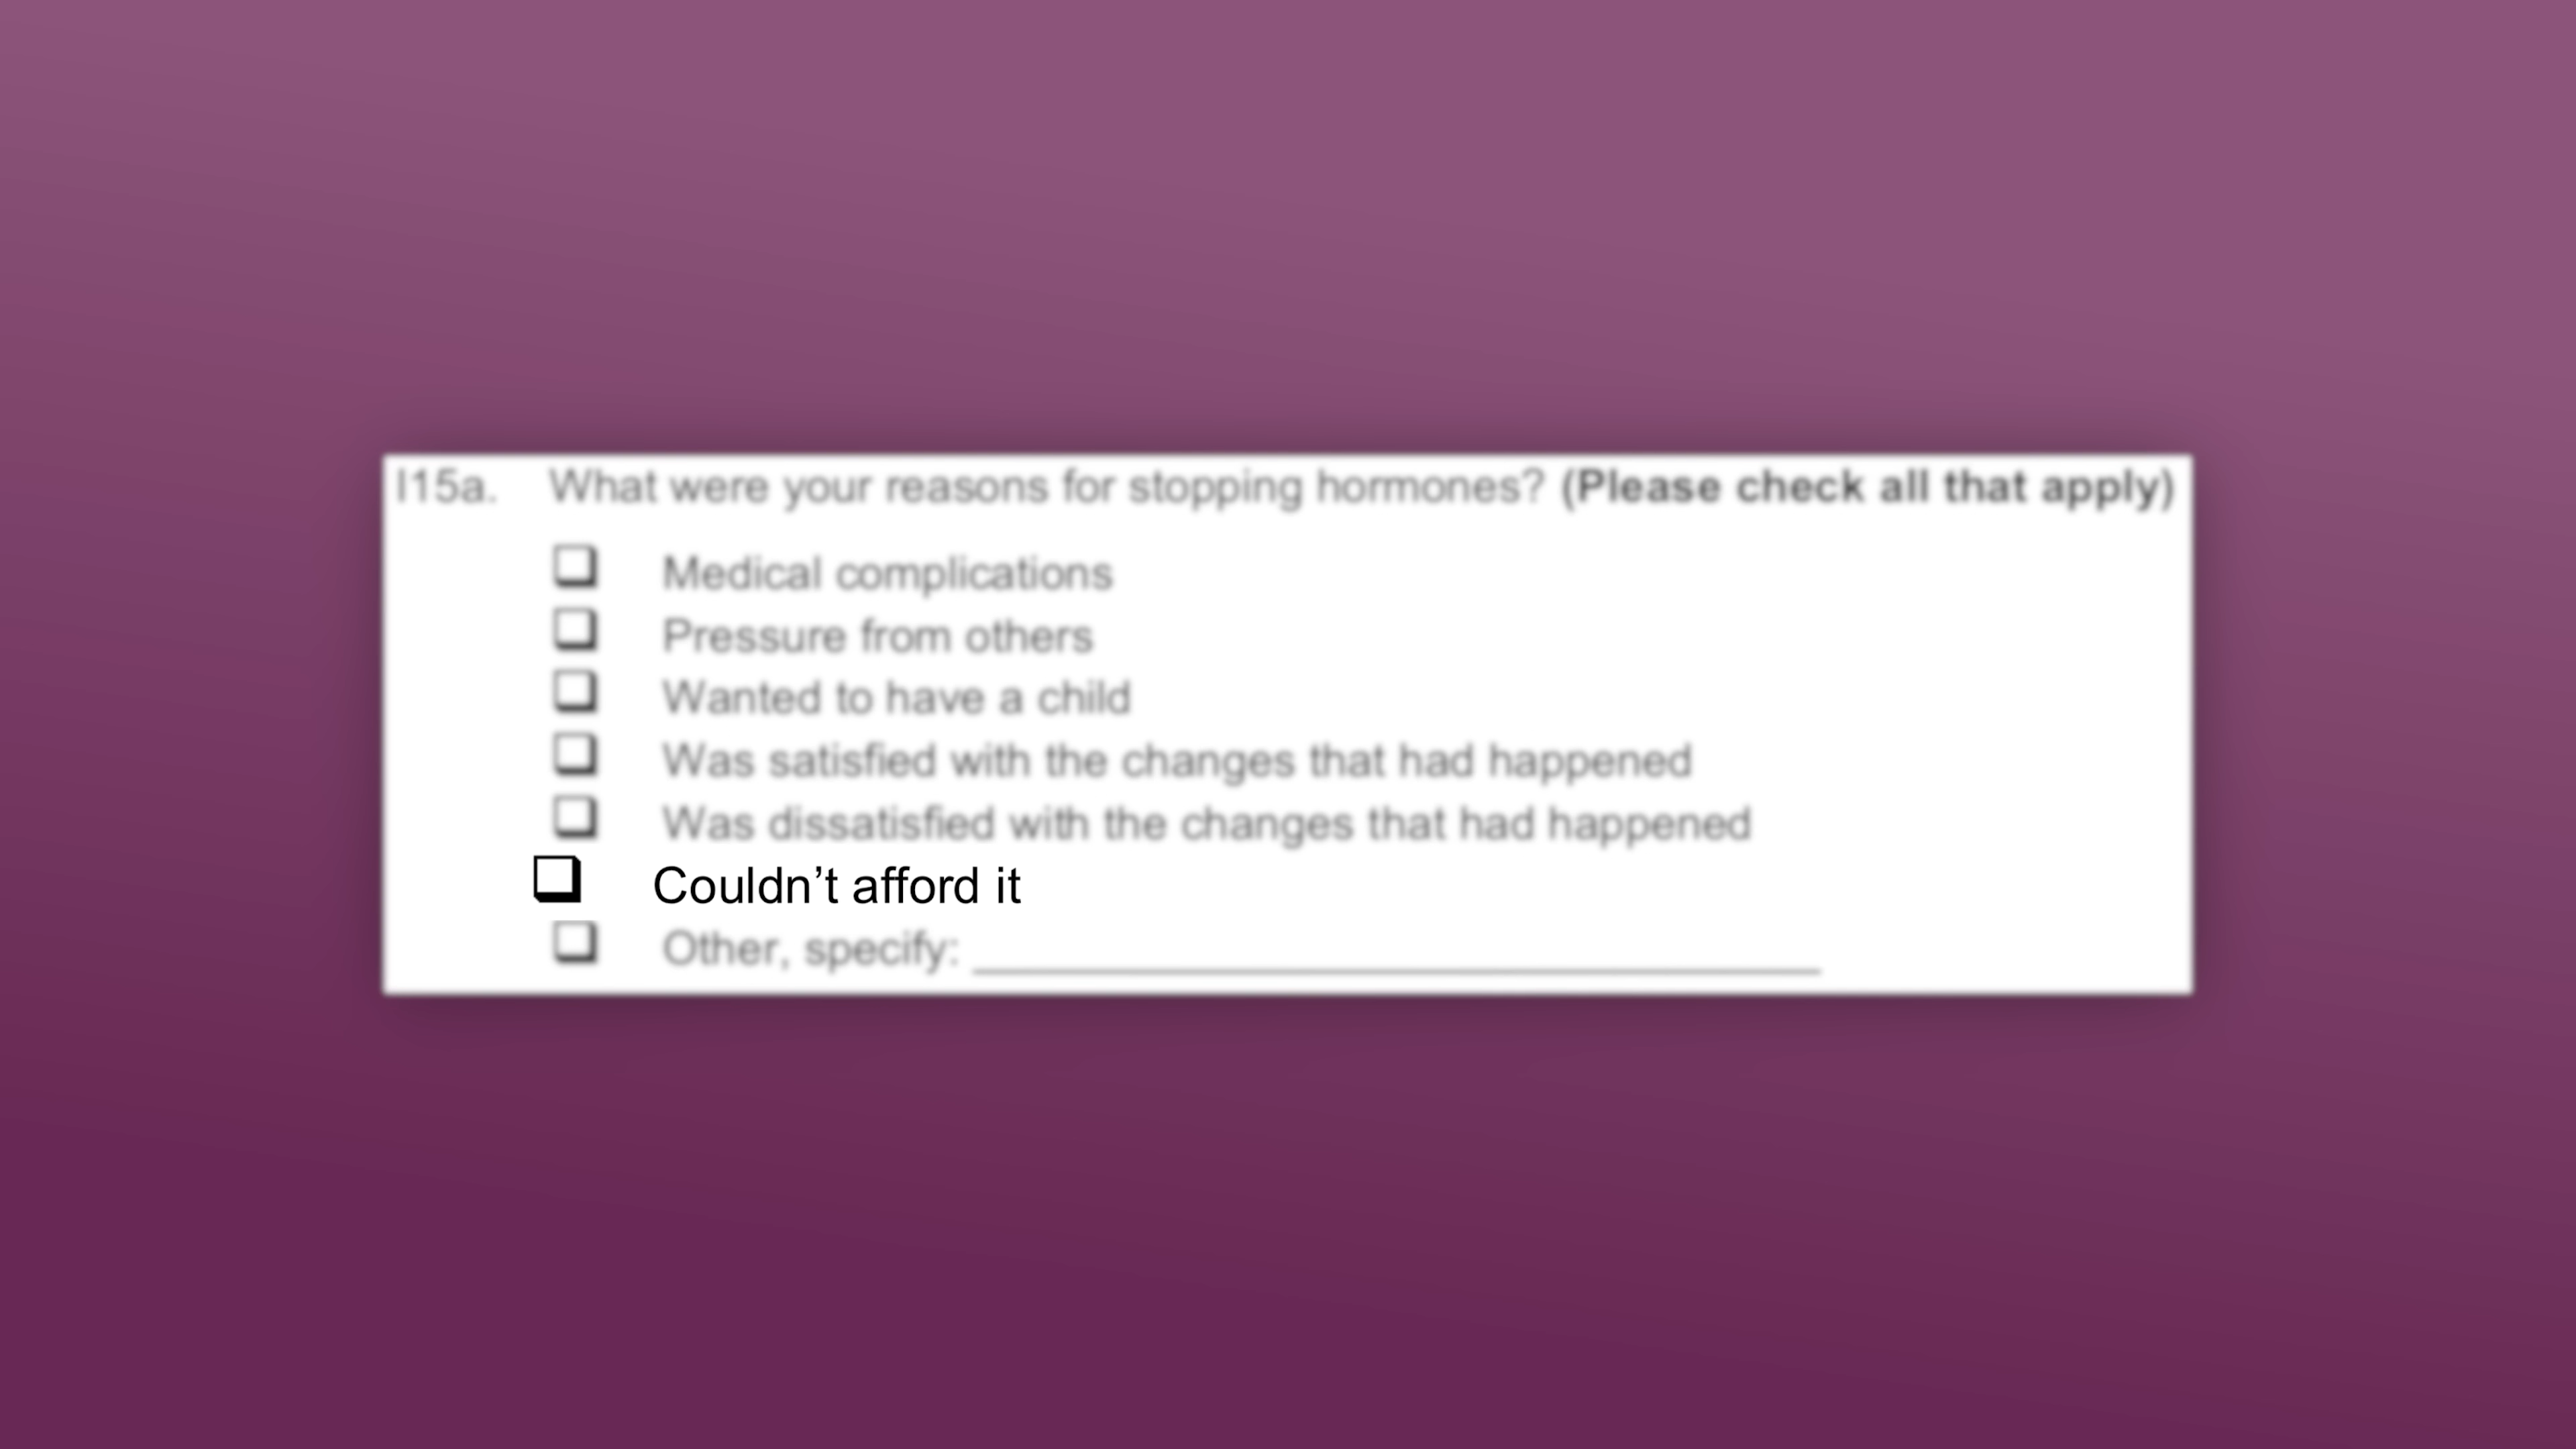 I15a. What were your reasons for stopping hormones? (Please check all that apply)
❑ Medical complications
❑ Pressure from others
❑ Wanted to have a child
❑ Was satisfied with the changes that had happened
❑ Was dissatisfied with the changes that had happened
❑ Couldn’t afford it
❑ Other, specify: ____________________